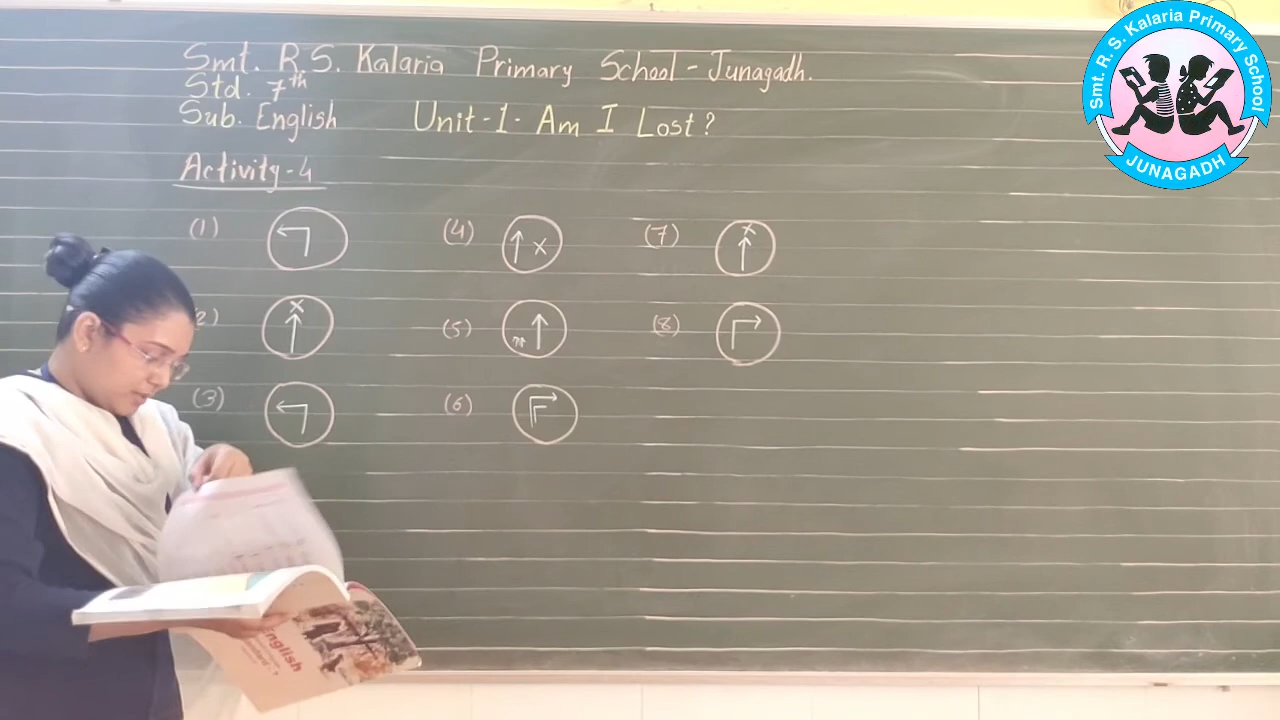 Smt. R.S. Kalaria Primary School - Junagadh.
Std. 7th
Sub. English Unit-1. Am I Lost?
Activity-4
(1) (4) (7)
2) (5) (8)
(3) (6)
Smt. R. S. Kalaria Primary School
JUNAGADH
English